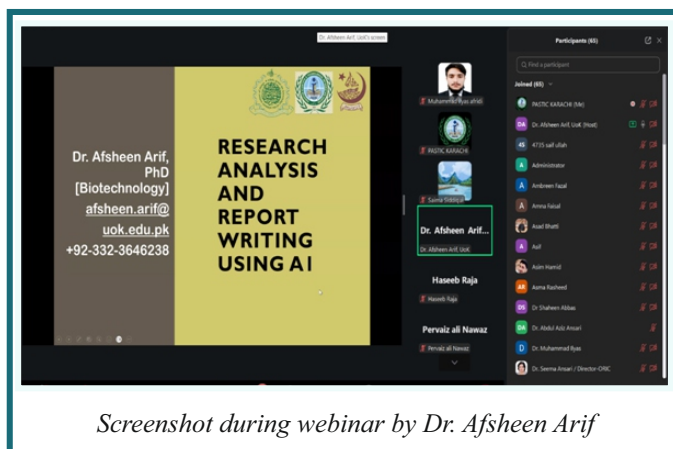 Dr. Afsheen Arif, UoK's screen
Dr. Afsheen Arif,
PhD
[Biotechnology]
afsheen.arif@
uok.edu.pk
+92-332-3646238
RESEARCH
ANALYSIS
AND
REPORT
WRITING
USING AI
Muhammad Ilyas afridi
PASTIC KARACHI
Saima Siddiqui
Dr. Afsheen Arif...
Dr. Afsheen Arif, UoK
Haseeb Raja
Haseeb Raja
Pervaiz ali Nawaz
Pervaiz ali Nawaz
Participants (65)
Find a participant
Joined (65)
PASTIC KARACHI (Me)
DA Dr. Afsheen Arif, UoK (Host)
4S 4735 saif ullah
A Administrator
A Ambreen Fazal
A Amna Faisal
Asad Bhatti
A Asif
Asim Hamid
AR Asma Rasheed
DS Dr Shaheen Abbas
DA Dr. Abdul Aziz Ansari
D Dr. Muhammad Ilyas
Dr. Seema Ansari / Director-ORIC
Screenshot during webinar by Dr. Afsheen Arif